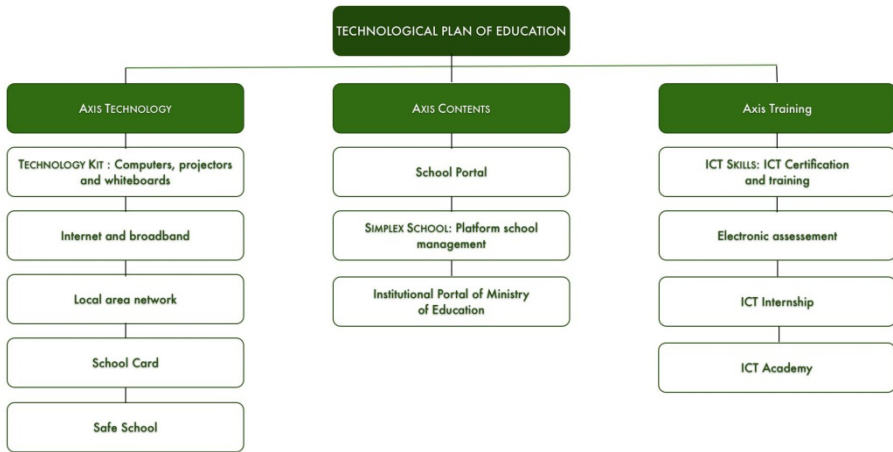 TECHNOLOGICAL PLAN OF EDUCATION
AXIS TECHNOLOGY
TECHNOLOGY KIT : Computers, projectors
and whiteboards
Internet and broadband
Local area network
School Card
Safe School
AXIS CONTENTS
School Portal
SIMPLEX SCHOOL: Platform school
management
Institutional Portal of Ministry
of Education
Axis Training
ICT SKILLS: ICT Certification
and training
Electronic assessement
ICT Internship
ICT Academy